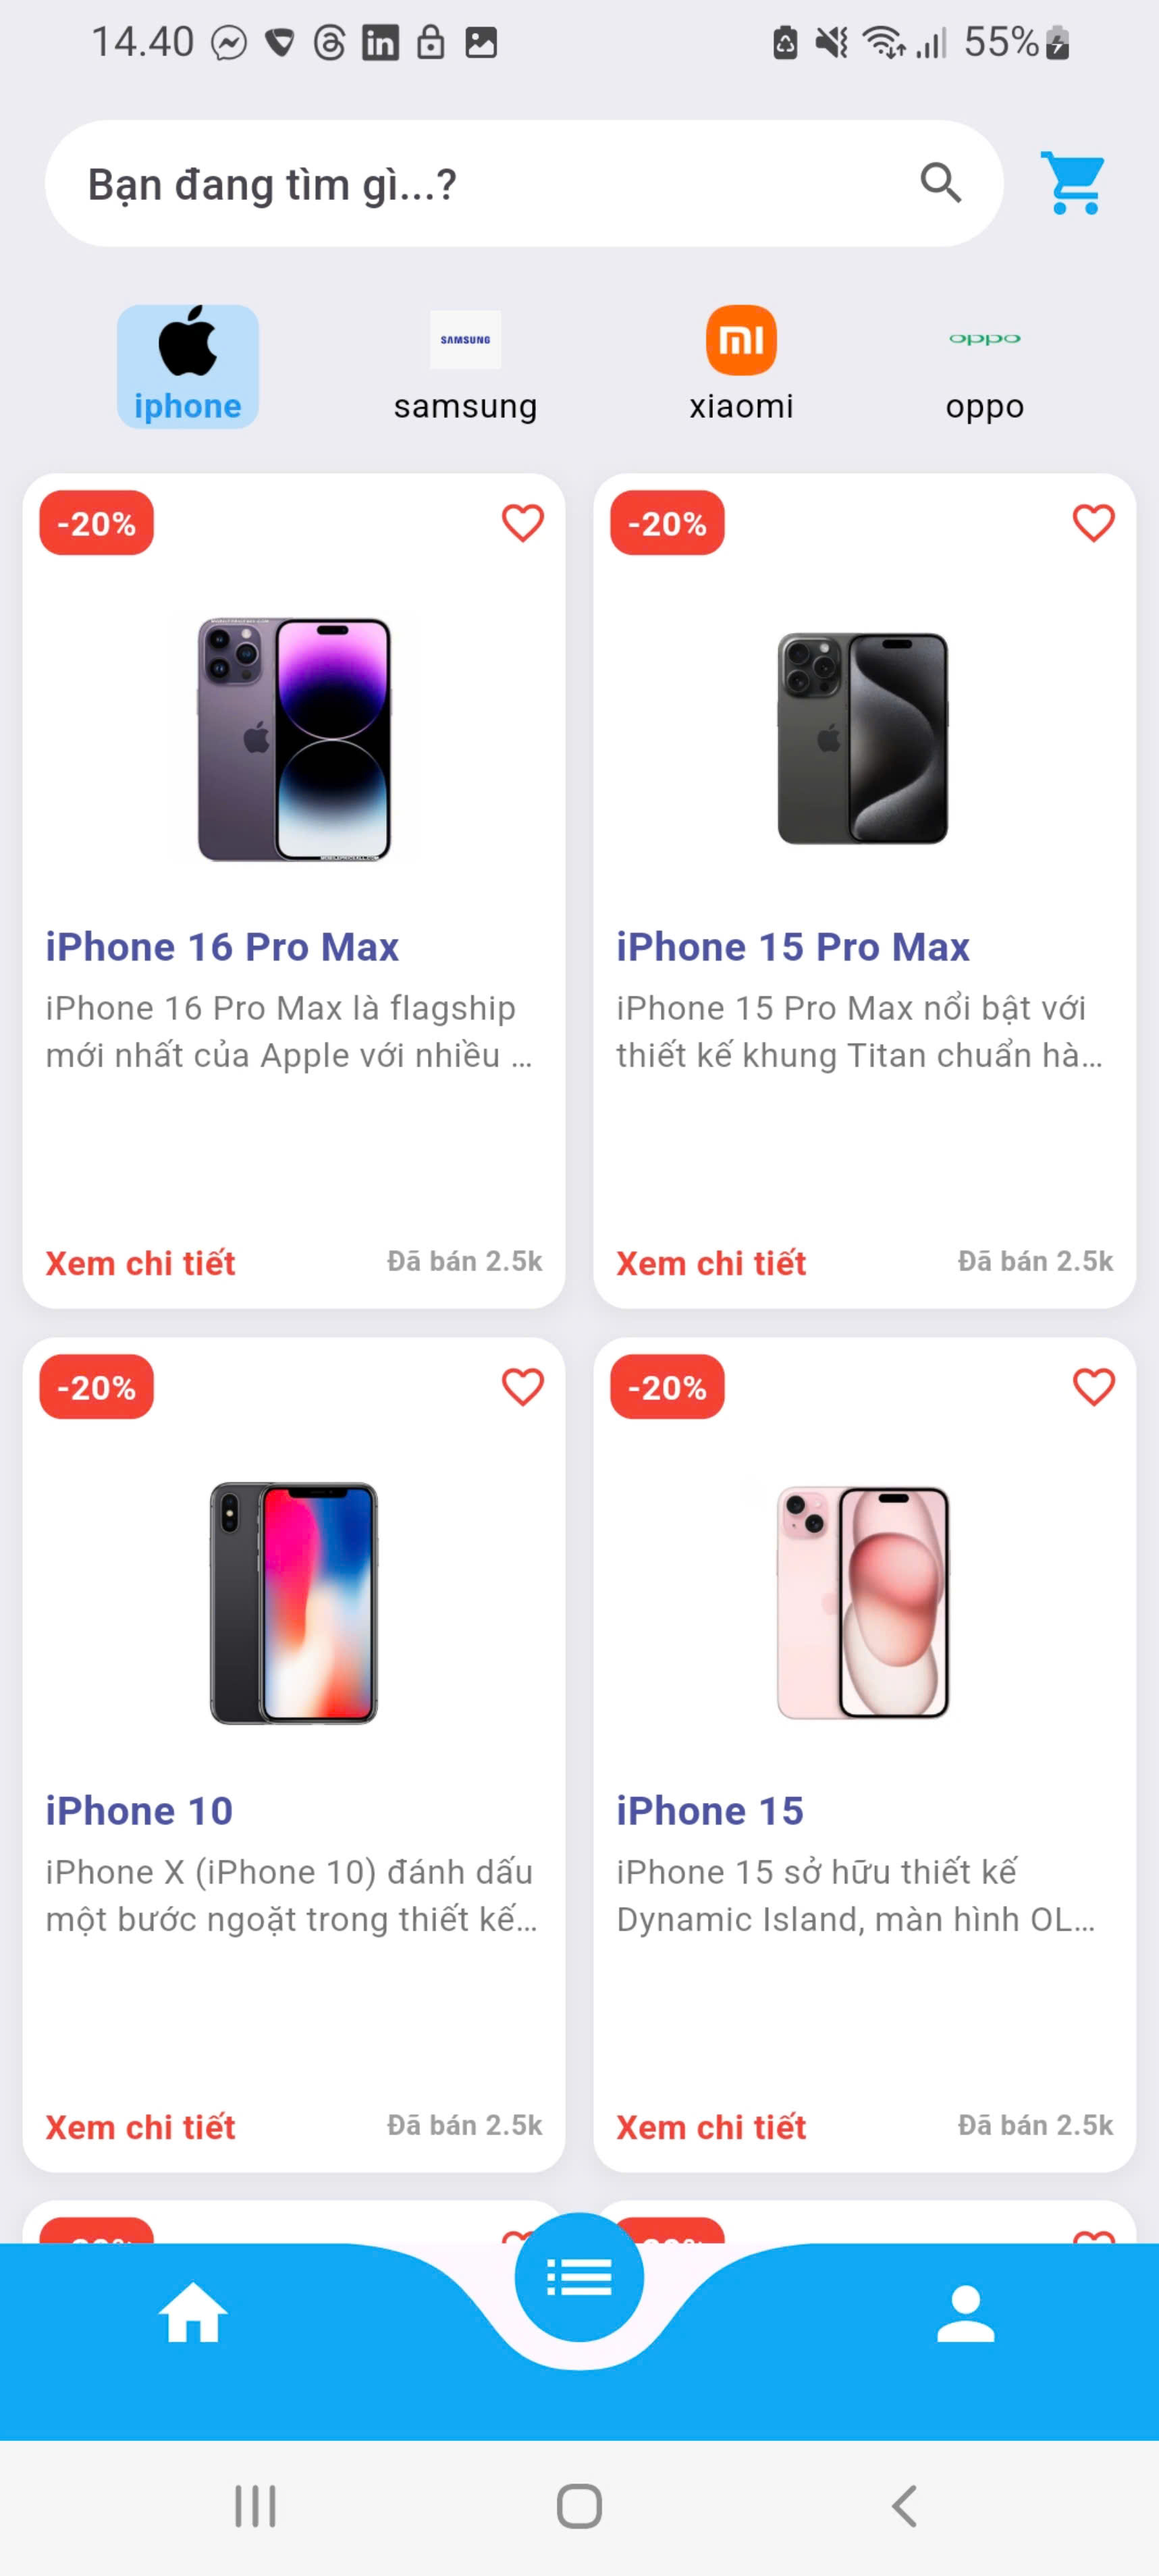 14.40
55%
Bạn đang tìm gì...?
SAMSUNG
oppo
iphone
samsung
xiaomi
oppo
-20%
-20%
iPhone 16 Pro Max
iPhone 16 Pro Max là flagship
mới nhất của Apple với nhiều ...
Xem chi tiết
Đã bán 2.5k
iPhone 15 Pro Max
iPhone 15 Pro Max nổi bật với
thiết kế khung Titan chuẩn hà...
Xem chi tiết
Đã bán 2.5k
-20%
-20%
iPhone 10
iPhone X (iPhone 10) đánh dấu
một bước ngoặt trong thiết kế...
Xem chi tiết
Đã bán 2.5k
iPhone 15
iPhone 15 sở hữu thiết kế
Dynamic Island, màn hình OL...
Xem chi tiết
Đã bán 2.5k